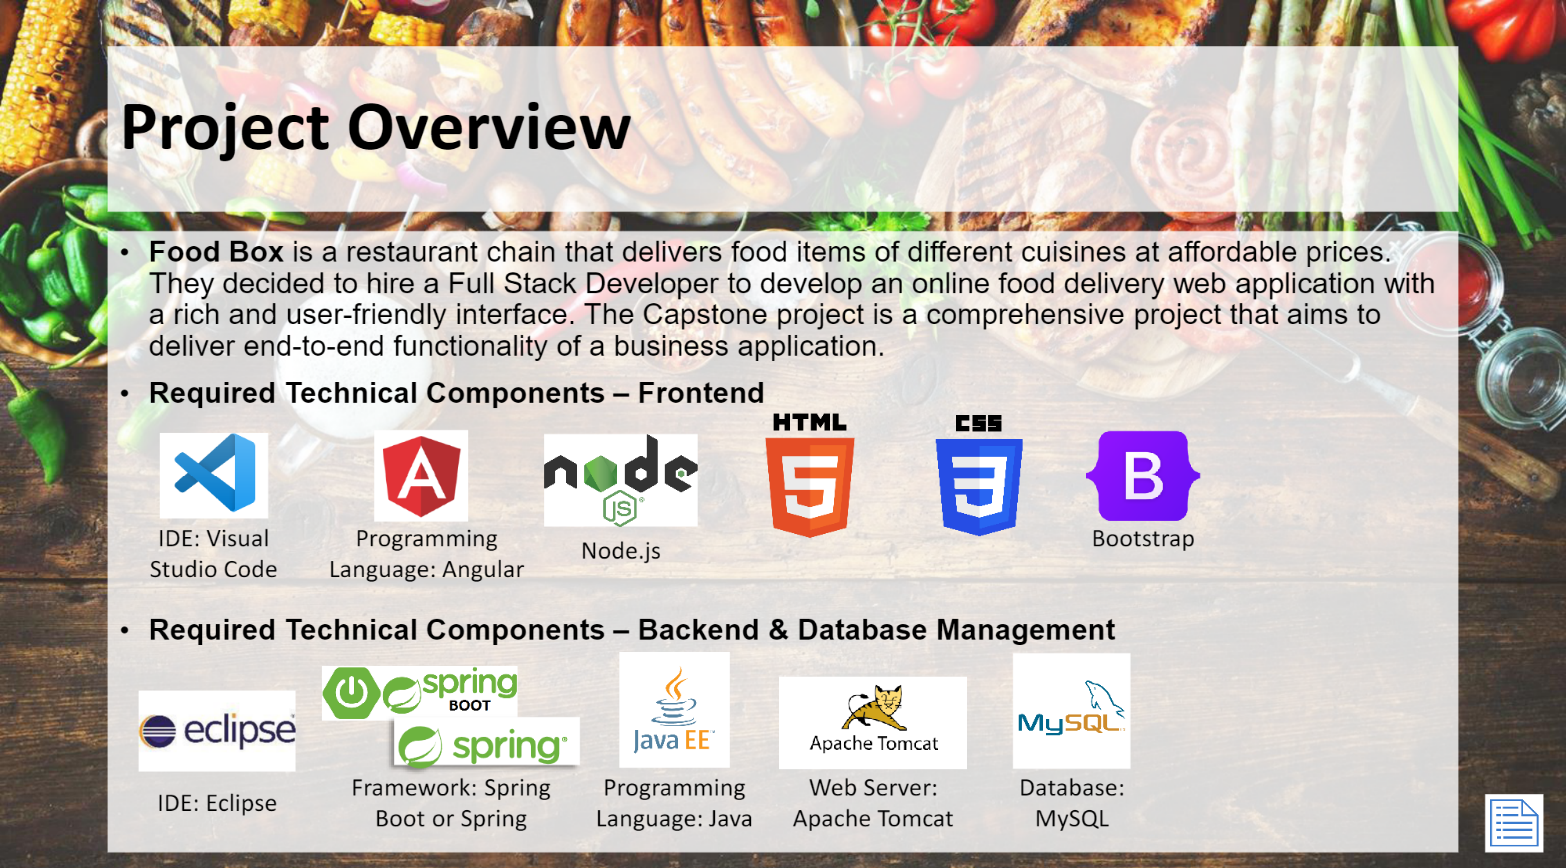 Project Overview
• Food Box is a restaurant chain that delivers food items of different cuisines at affordable prices.
They decided to hire a Full Stack Developer to develop an online food delivery web application with
a rich and user-friendly interface. The Capstone project is a comprehensive project that aims to
deliver end-to-end functionality of a business application.
• Required Technical Components – Frontend
HTML
5
CSS
3
A
node
JS
B
IDE: Visual
Studio Code
Programming
Language: Angular
Node.js
Bootstrap
• Required Technical Components – Backend & Database Management
eclipse
spring
BOOT
spring®
Java EE
Apache Tomcat
MySQL
IDE: Eclipse
Framework: Spring
Boot or Spring
Programming
Language: Java
Web Server:
Apache Tomcat
Database:
MySQL